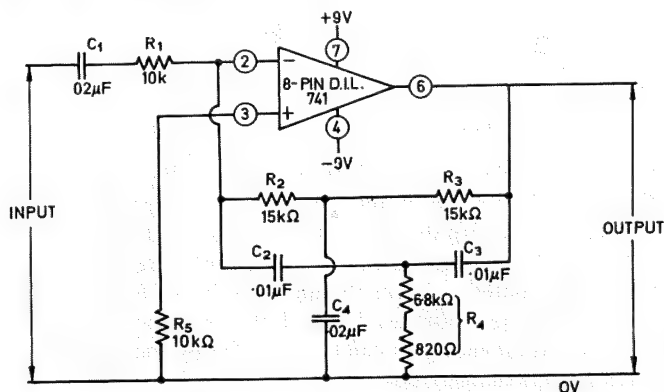 +9V
C1
R1
02µF
10k
2
−
7
8-PIN D.I.L.
741
6
3
+
4
−9V
R2
R3
INPUT
15kΩ
15kΩ
OUTPUT
C2
C3
.01µF
.01µF
C4
68kΩ
R4
R5
.02µF
10kΩ
820Ω
0V